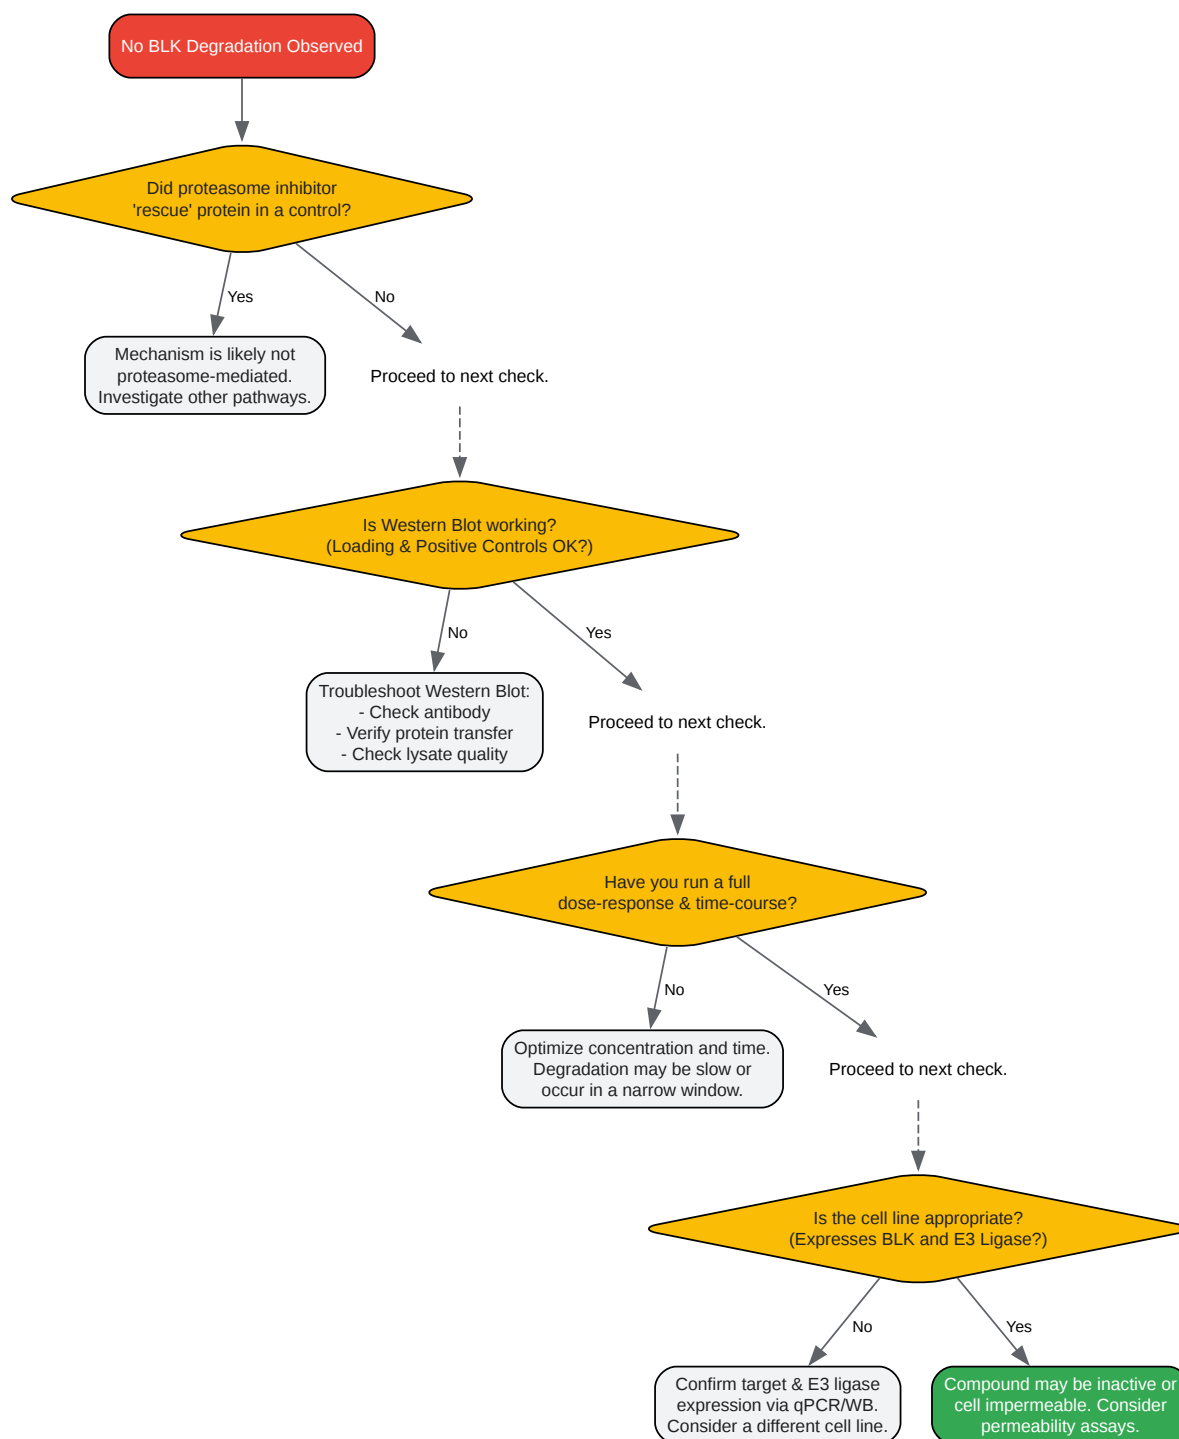 No BLK Degradation Observed
Did proteasome inhibitor
'rescue' protein in a control?
Yes
No
Mechanism is likely not
proteasome-mediated.
Investigate other pathways.
Proceed to next check.
Is Western Blot working?
(Loading & Positive Controls OK?)
No
Yes
Troubleshoot Western Blot:
- Check antibody
- Verify protein transfer
- Check lysate quality
Proceed to next check.
Have you run a full
dose-response & time-course?
No
Yes
Optimize concentration and time.
Degradation may be slow or
occur in a narrow window.
Proceed to next check.
Is the cell line appropriate?
(Expresses BLK and E3 Ligase?)
No
Yes
Confirm target & E3 ligase
expression via qPCR/WB.
Consider a different cell line.
Compound may be inactive or
cell impermeable. Consider
permeability assays.